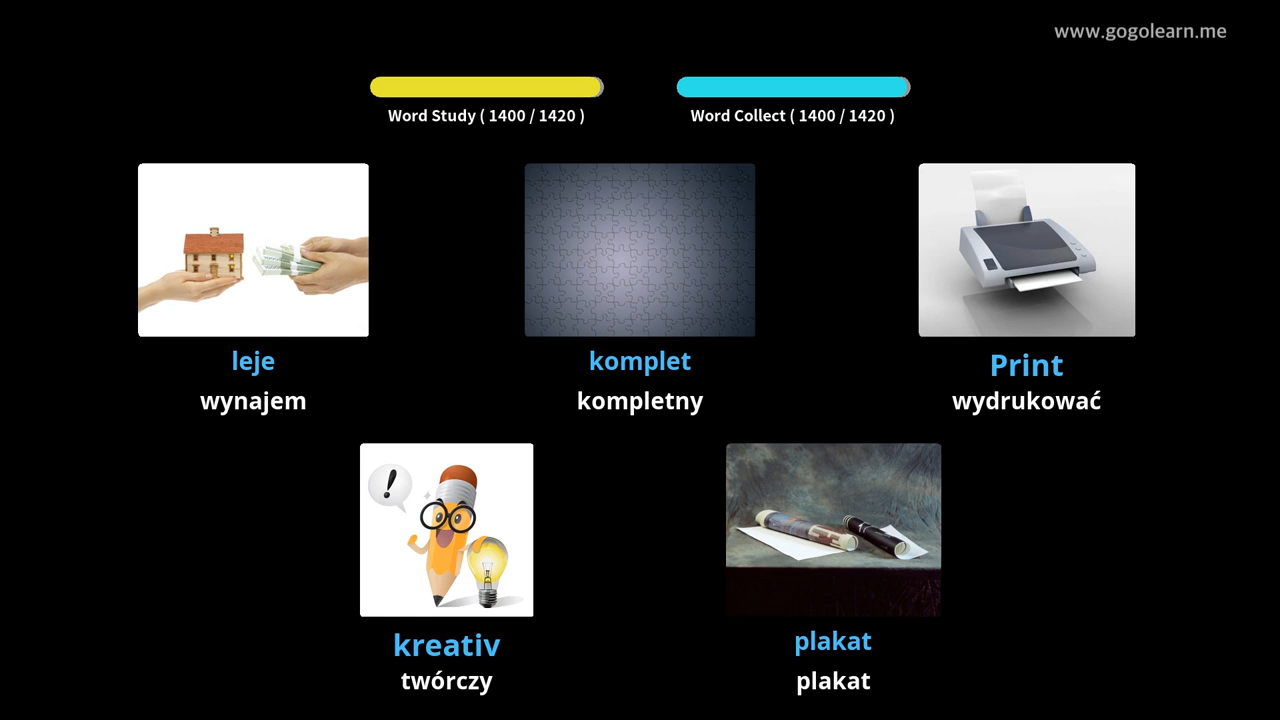 www.gogolearn.me
Word Study ( 1400 / 1420 )
Word Collect ( 1400 / 1420 )
leje
wynajem
komplet
kompletny
Print
wydrukować
!
kreativ
twórczy
plakat
plakat